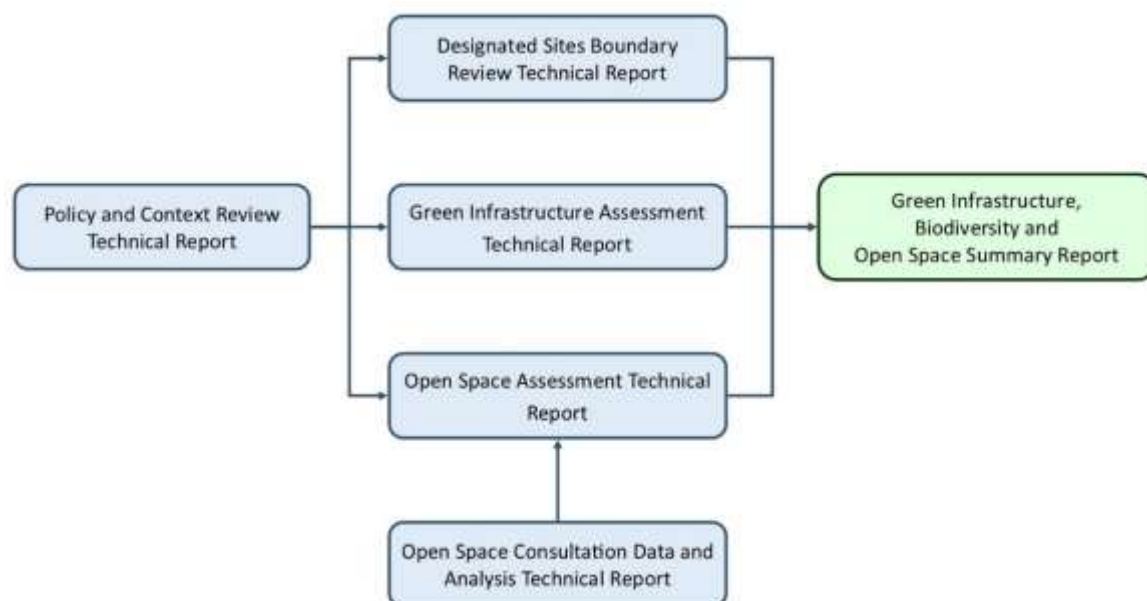 Designated Sites Boundary
Review Technical Report
Policy and Context Review
Technical Report
Green Infrastructure Assessment
Technical Report
Green Infrastructure,
Biodiversity and
Open Space Summary Report
Open Space Assessment Technical
Report
Open Space Consultation Data and
Analysis Technical Report